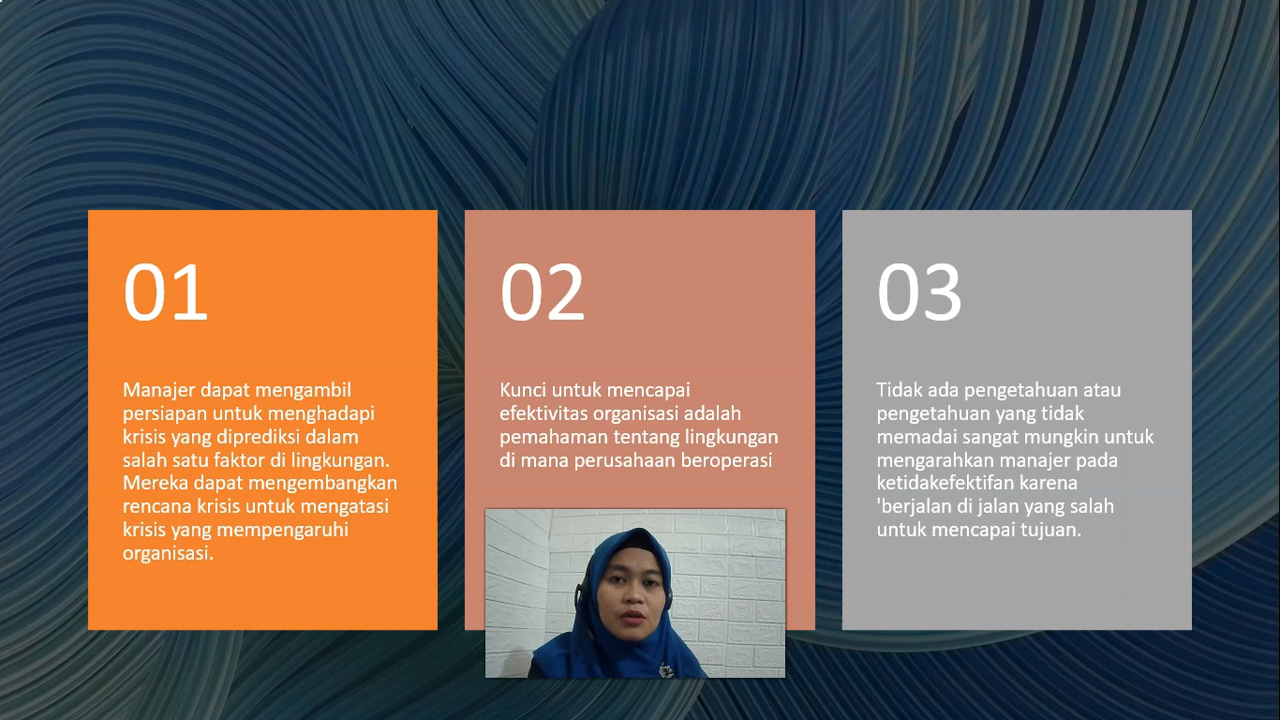 01
Manajer dapat mengambil
persiapan untuk menghadapi
krisis yang diprediksi dalam
salah satu faktor di lingkungan.
Mereka dapat mengembangkan
rencana krisis untuk mengatasi
krisis yang mempengaruhi
organisasi.
02
Kunci untuk mencapai
efektivitas organisasi adalah
pemahaman tentang lingkungan
di mana perusahaan beroperasi
03
Tidak ada pengetahuan atau
pengetahuan yang tidak
memadai sangat mungkin untuk
mengarahkan manajer pada
ketidakefektifan karena
'berjalan di jalan yang salah
untuk mencapai tujuan.